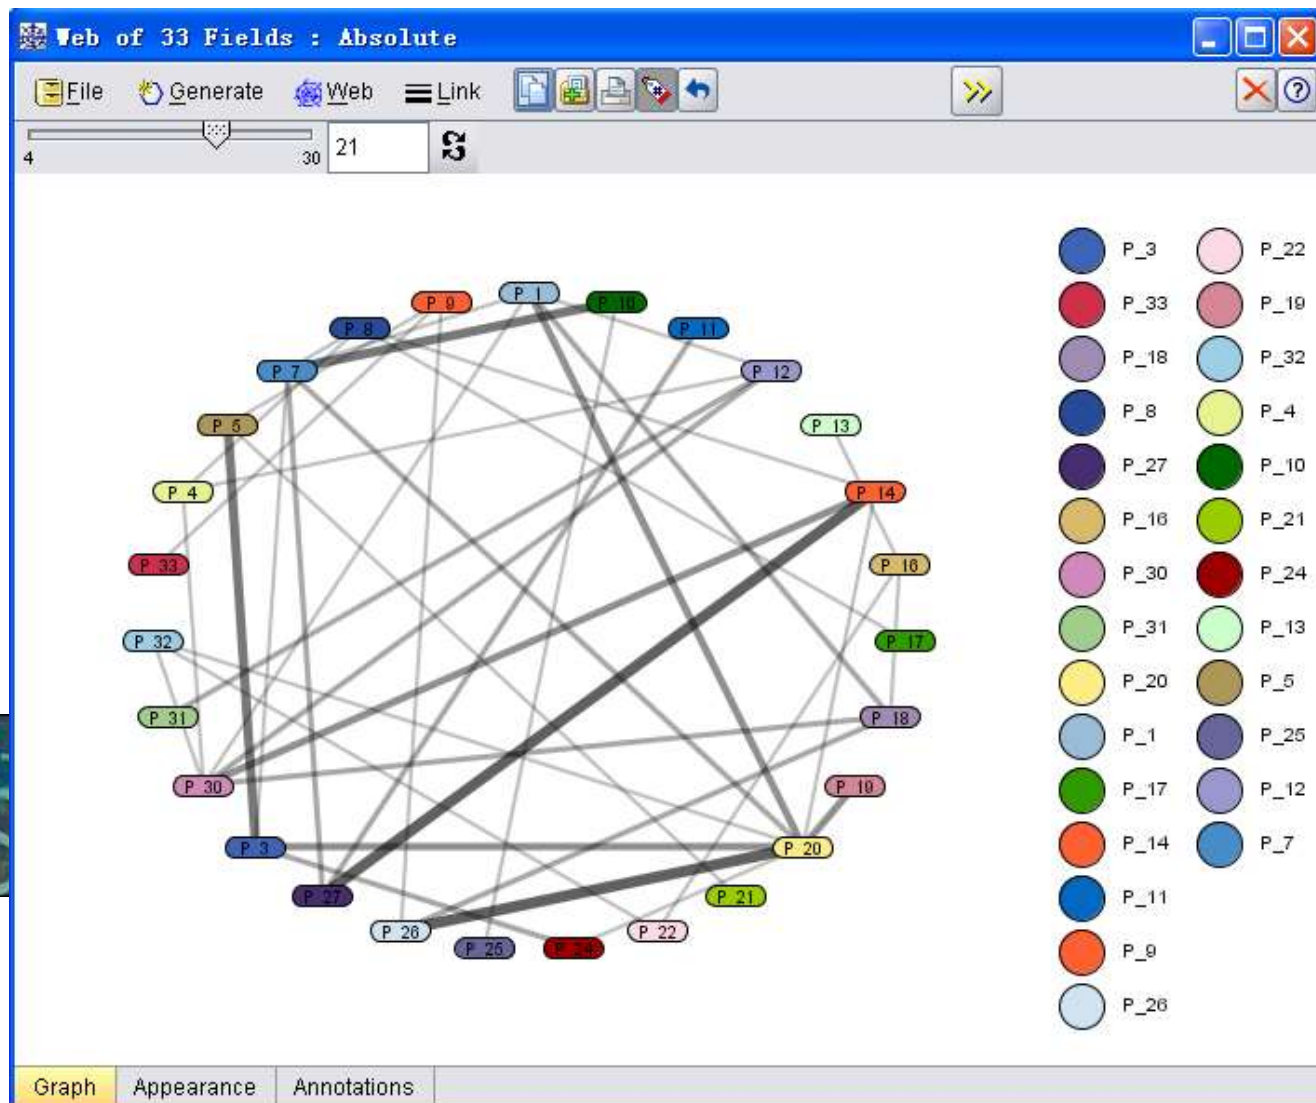 Web of 33 Fields : Absolute
File Generate Web Link
4 30 21
P_1
P_9 P_10
P_8 P_11
P_7 P_12
P_5 P_13
P_4 P_14
P_33 P_16
P_32 P_17
P_31 P_18
P_30 P_19
P_3 P_20
P_27 P_21
P_26 P_22
P_25 P_24
P_3 P_22
P_33 P_19
P_18 P_32
P_8 P_4
P_27 P_10
P_16 P_21
P_30 P_24
P_31 P_13
P_20 P_5
P_1 P_25
P_17 P_12
P_14 P_7
P_11
P_9
P_26
Graph Appearance Annotations